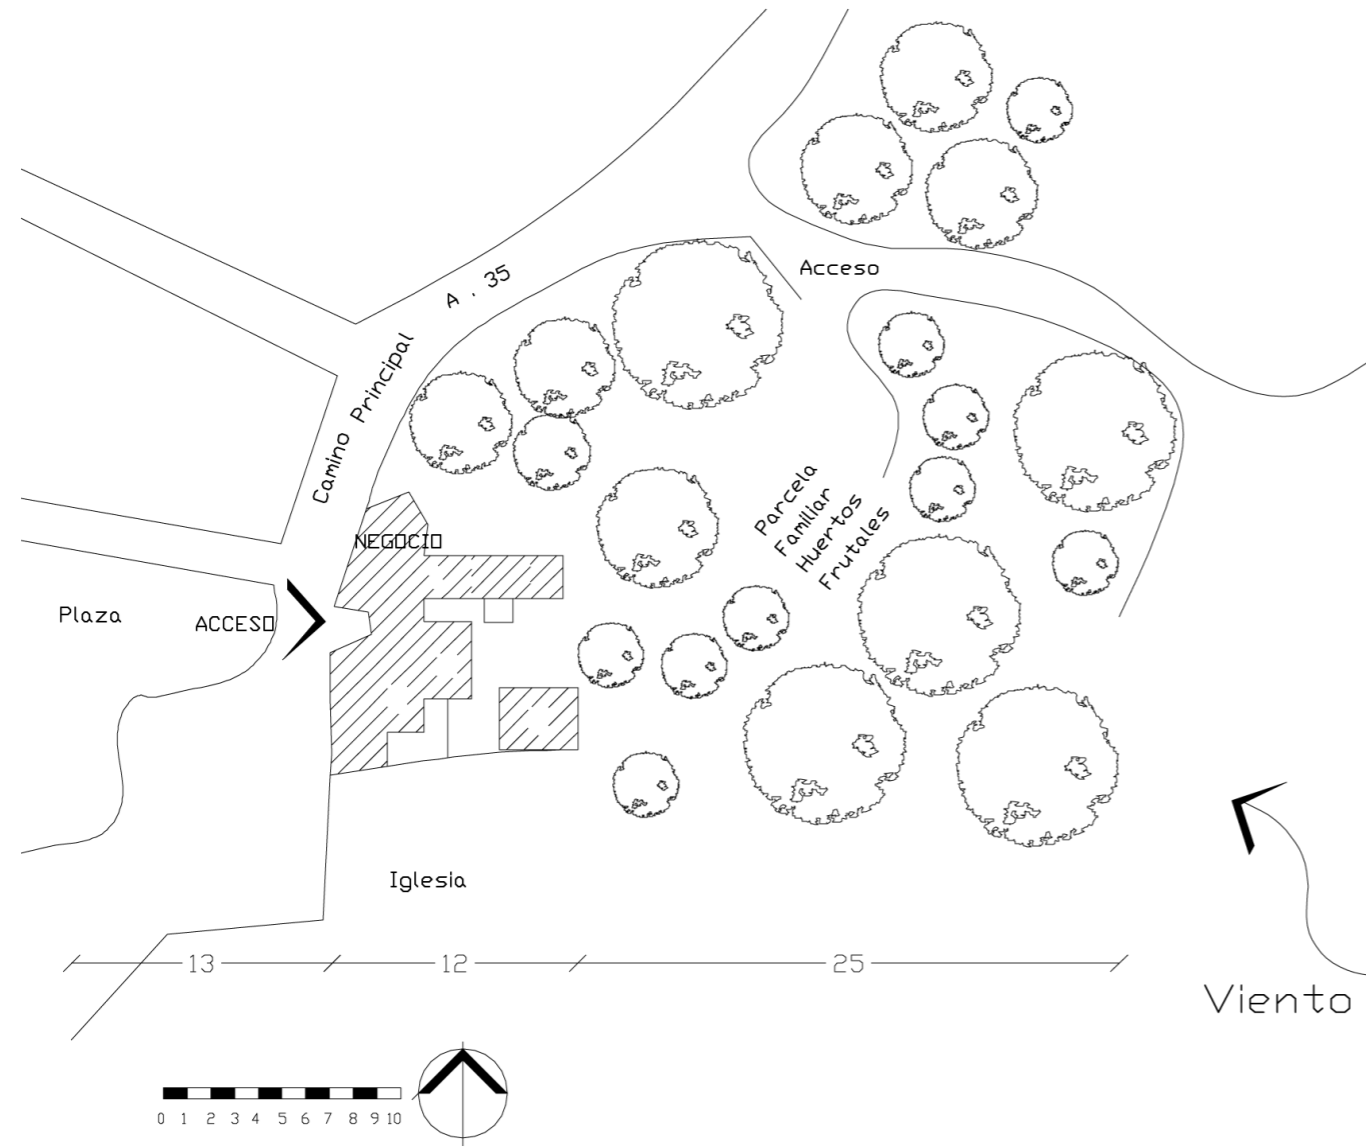 Acceso
A . 35
Camino Principal
Parcela
Familiar
Huertos
Frutales
NEGOCIO
Plaza
ACCESO
Iglesia
13
12
25
Viento
0 1 2 3 4 5 6 7 8 9 10